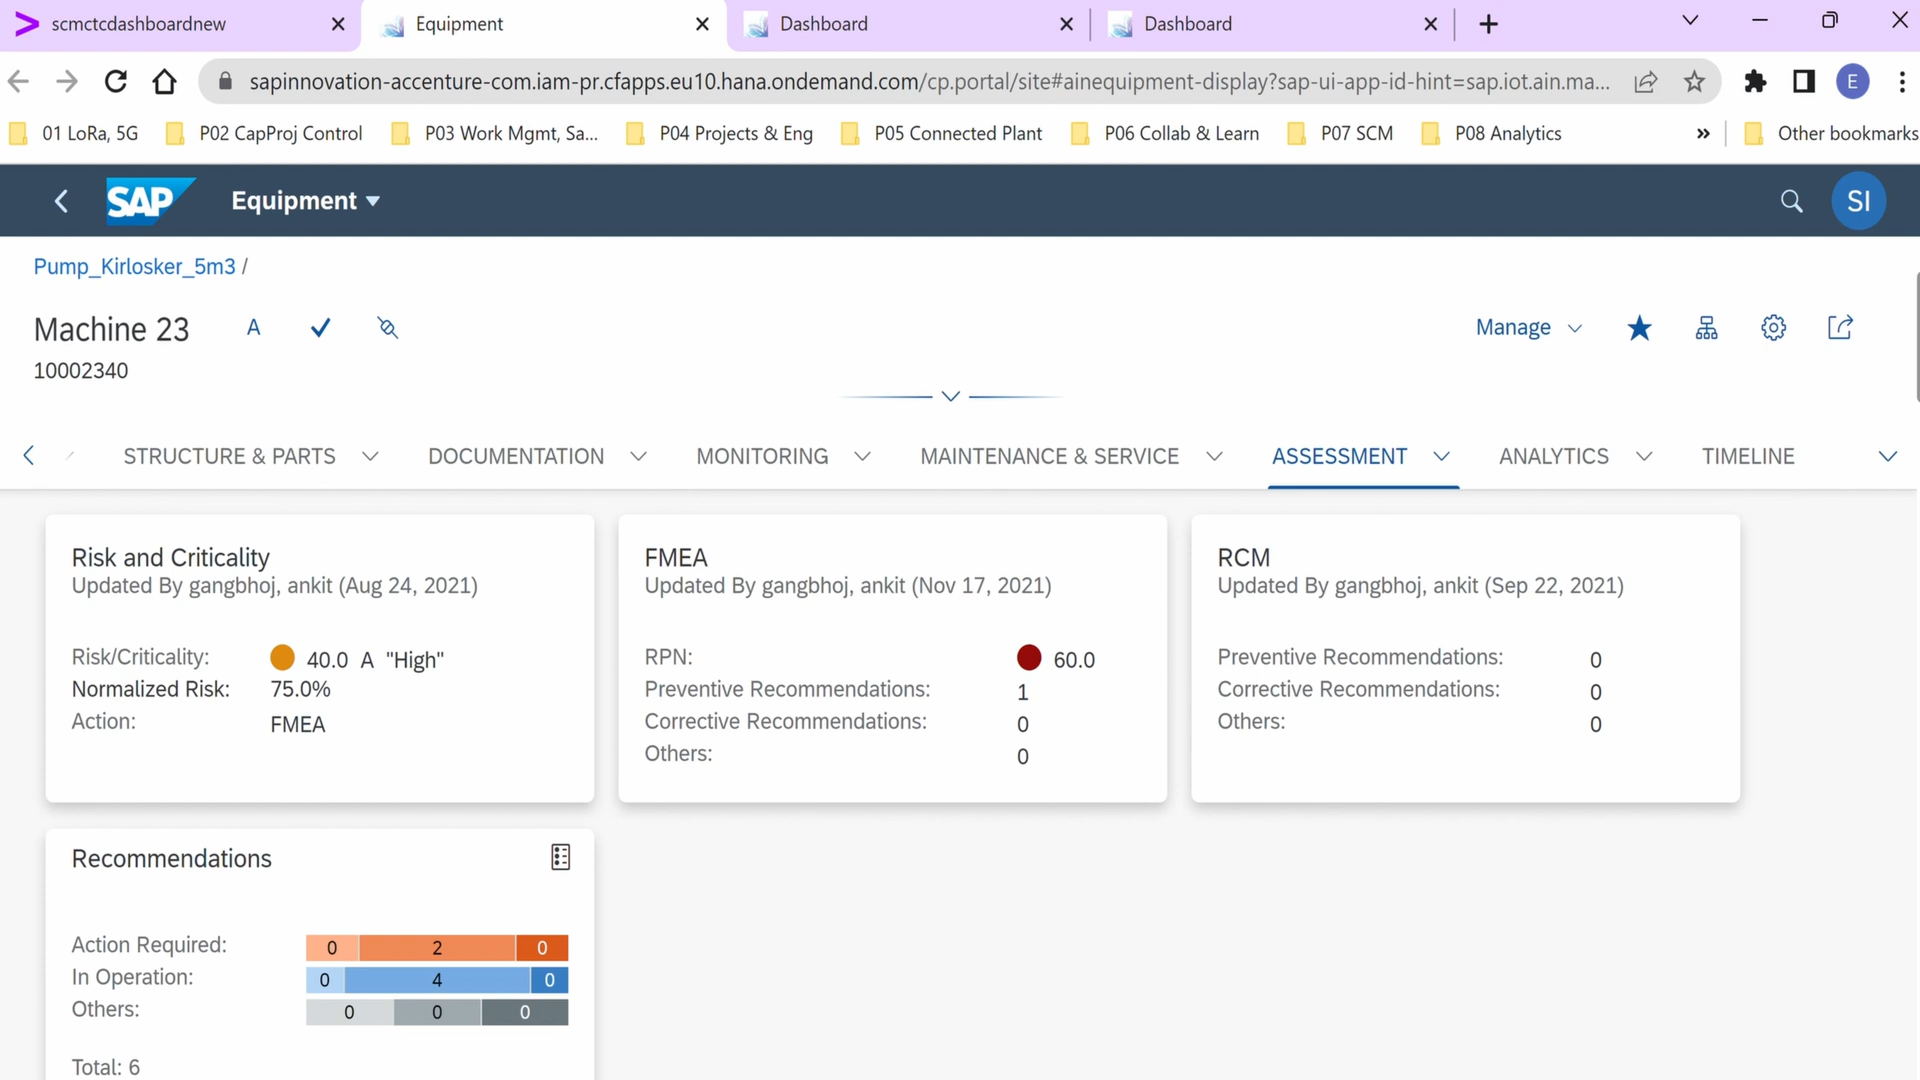 scmctcdashboardnew
Equipment
Dashboard
Dashboard
sapinnovation-accenture-com.iam-pr.cfapps.eu10.hana.ondemand.com/cp.portal/site#ainequipment-display?sap-ui-app-id-hint=sap.iot.ain.ma...
E
01 LoRa, 5G
P02 CapProj Control
P03 Work Mgmt, Sa...
P04 Projects & Eng
P05 Connected Plant
P06 Collab & Learn
P07 SCM
P08 Analytics
»
Other bookmarks
SAP
Equipment
SI
Pump_Kirlosker_5m3 /
Machine 23
A
Manage
10002340
STRUCTURE & PARTS
DOCUMENTATION
MONITORING
MAINTENANCE & SERVICE
ASSESSMENT
ANALYTICS
TIMELINE
Risk and Criticality
Updated By gangbhoj, ankit (Aug 24, 2021)
Risk/Criticality: 40.0 A "High"
Normalized Risk: 75.0%
Action: FMEA
FMEA
Updated By gangbhoj, ankit (Nov 17, 2021)
RPN: 60.0
Preventive Recommendations: 1
Corrective Recommendations: 0
Others: 0
RCM
Updated By gangbhoj, ankit (Sep 22, 2021)
Preventive Recommendations: 0
Corrective Recommendations: 0
Others: 0
Recommendations
Action Required: 0 2 0
In Operation: 0 4 0
Others: 0 0 0
Total: 6